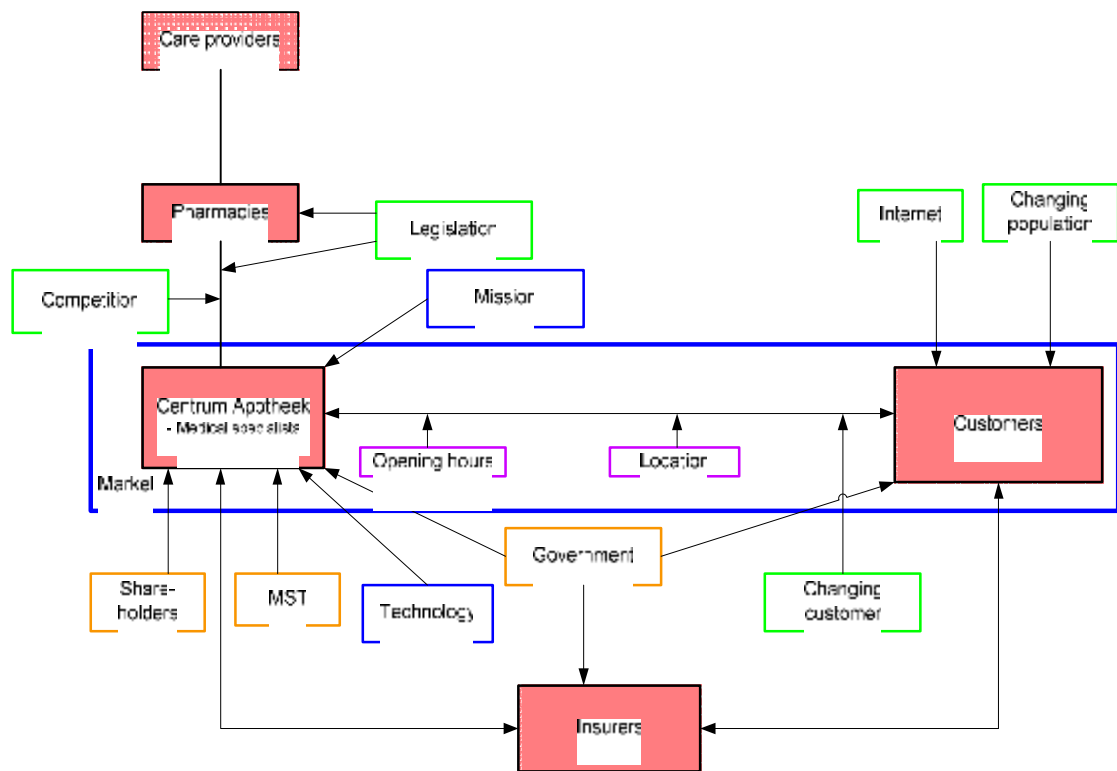 Care providers
Pharmacies
Legislation
Internet
Changing
population
Competition
Mission
Centrum Apotheek
- Medical specialists
Customers
Opening hours
Location
Market
Government
Share-
holders
MST
Technology
Changing
customer
Insurers